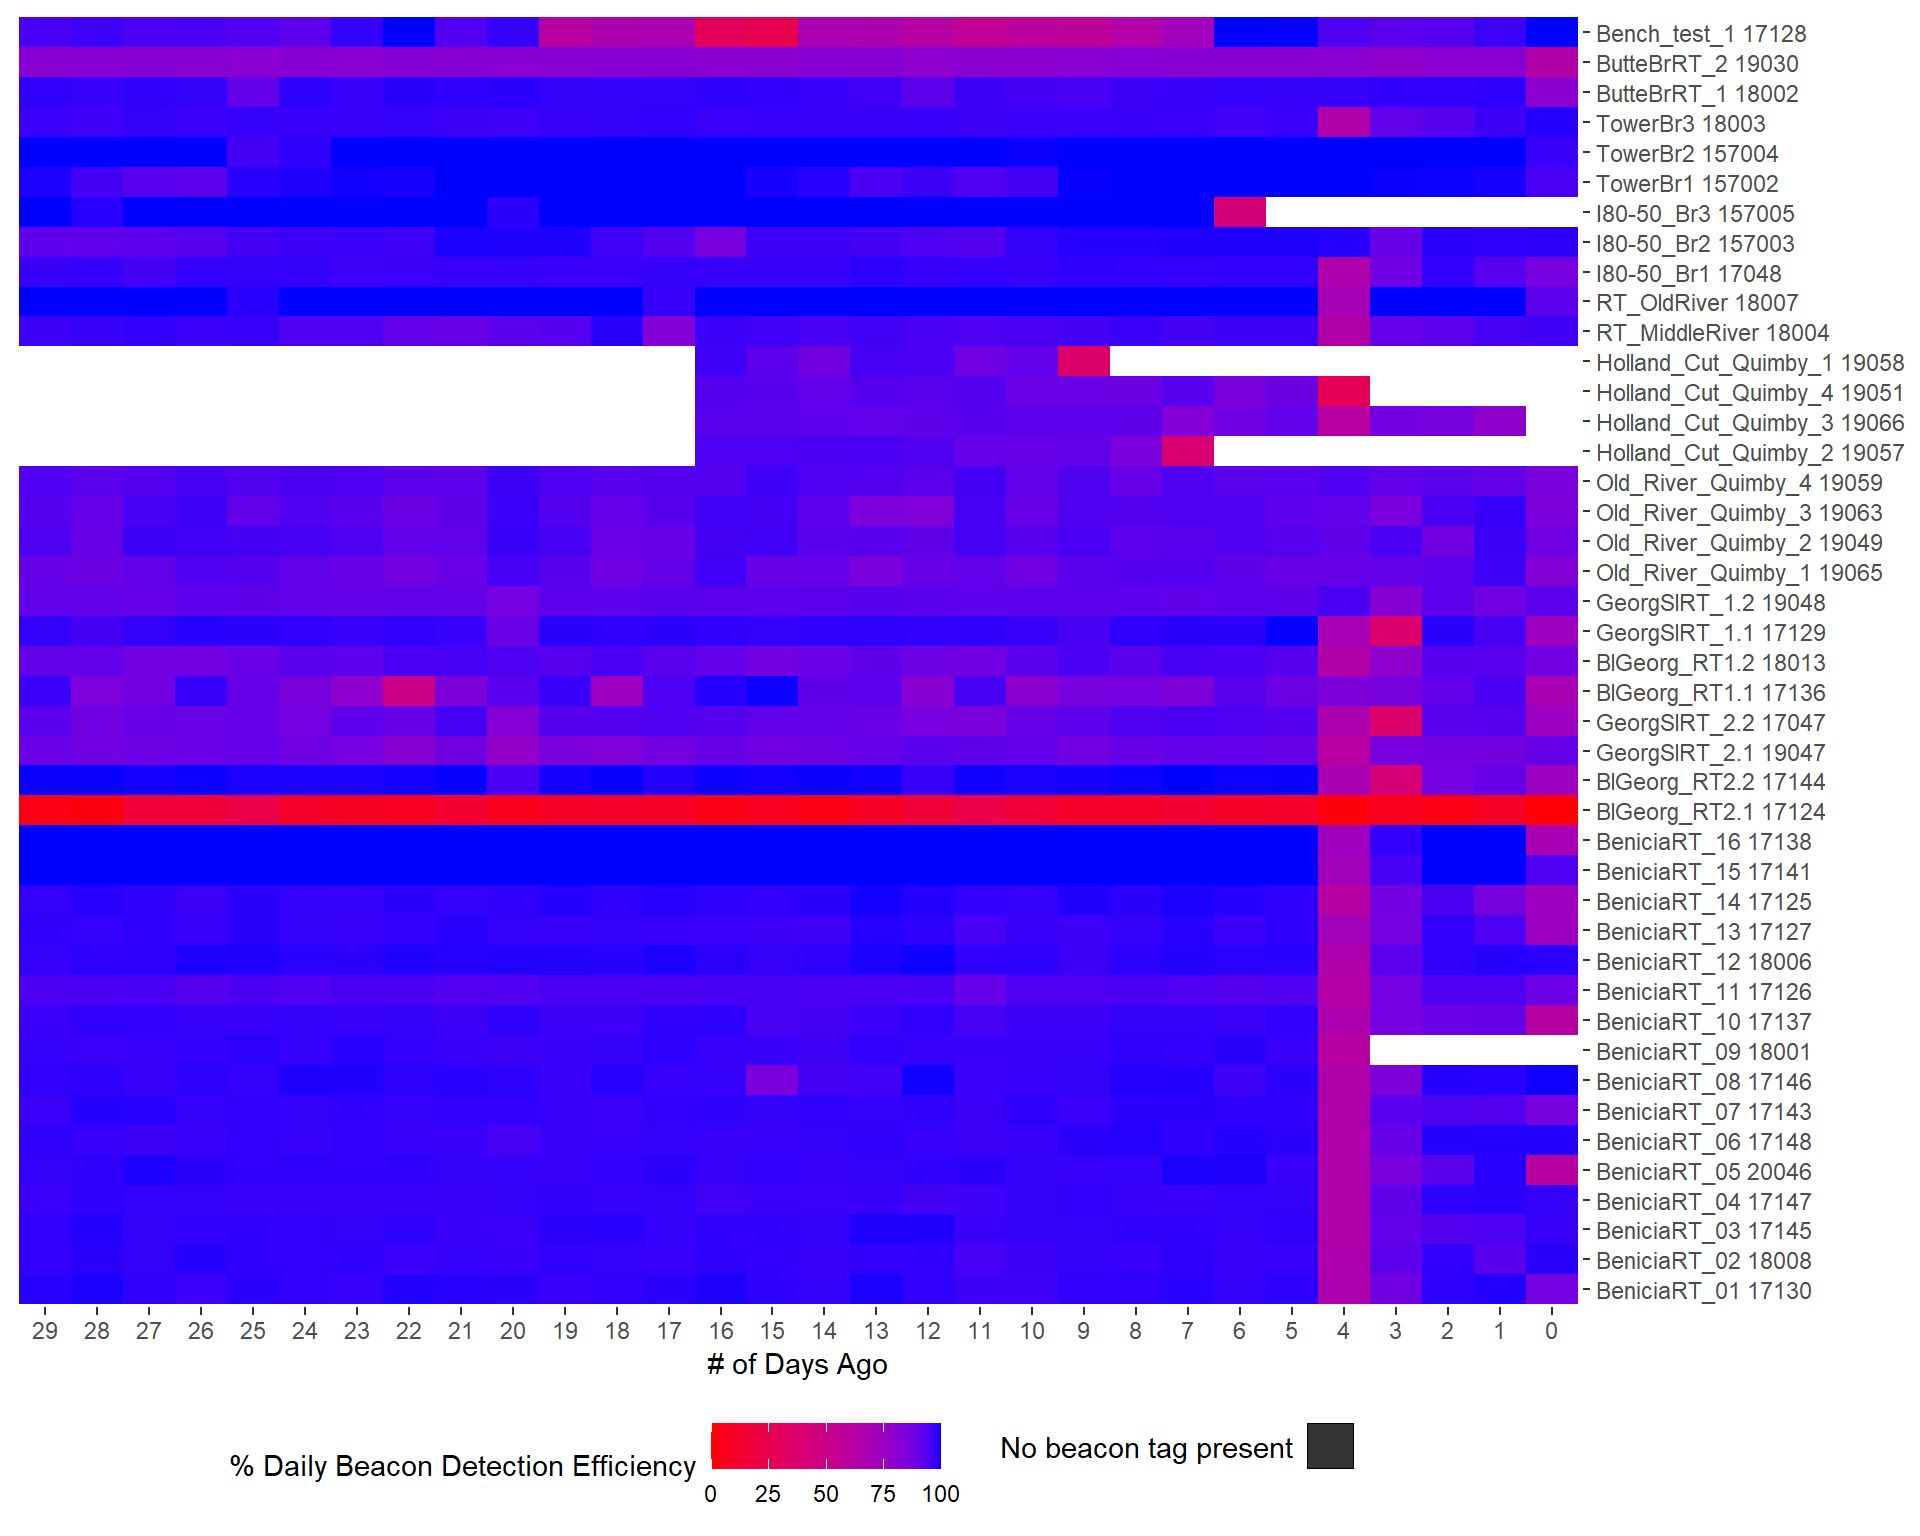 Bench_test_1 17128
ButteBrRT_2 19030
ButteBrRT_1 18002
TowerBr3 18003
TowerBr2 157004
TowerBr1 157002
I80-50_Br3 157005
I80-50_Br2 157003
I80-50_Br1 17048
RT_OldRiver 18007
RT_MiddleRiver 18004
Holland_Cut_Quimby_1 19058
Holland_Cut_Quimby_4 19051
Holland_Cut_Quimby_3 19066
Holland_Cut_Quimby_2 19057
Old_River_Quimby_4 19059
Old_River_Quimby_3 19063
Old_River_Quimby_2 19049
Old_River_Quimby_1 19065
GeorgSlRT_1.2 19048
GeorgSlRT_1.1 17129
BlGeorg_RT1.2 18013
BlGeorg_RT1.1 17136
GeorgSlRT_2.2 17047
GeorgSlRT_2.1 19047
BlGeorg_RT2.2 17144
BlGeorg_RT2.1 17124
BeniciaRT_16 17138
BeniciaRT_15 17141
BeniciaRT_14 17125
BeniciaRT_13 17127
BeniciaRT_12 18006
BeniciaRT_11 17126
BeniciaRT_10 17137
BeniciaRT_09 18001
BeniciaRT_08 17146
BeniciaRT_07 17143
BeniciaRT_06 17148
BeniciaRT_05 20046
BeniciaRT_04 17147
BeniciaRT_03 17145
BeniciaRT_02 18008
BeniciaRT_01 17130
29 28 27 26 25 24 23 22 21 20 19 18 17 16 15 14 13 12 11 10 9 8 7 6 5 4 3 2 1 0
# of Days Ago
% Daily Beacon Detection Efficiency
0 25 50 75 100
No beacon tag present